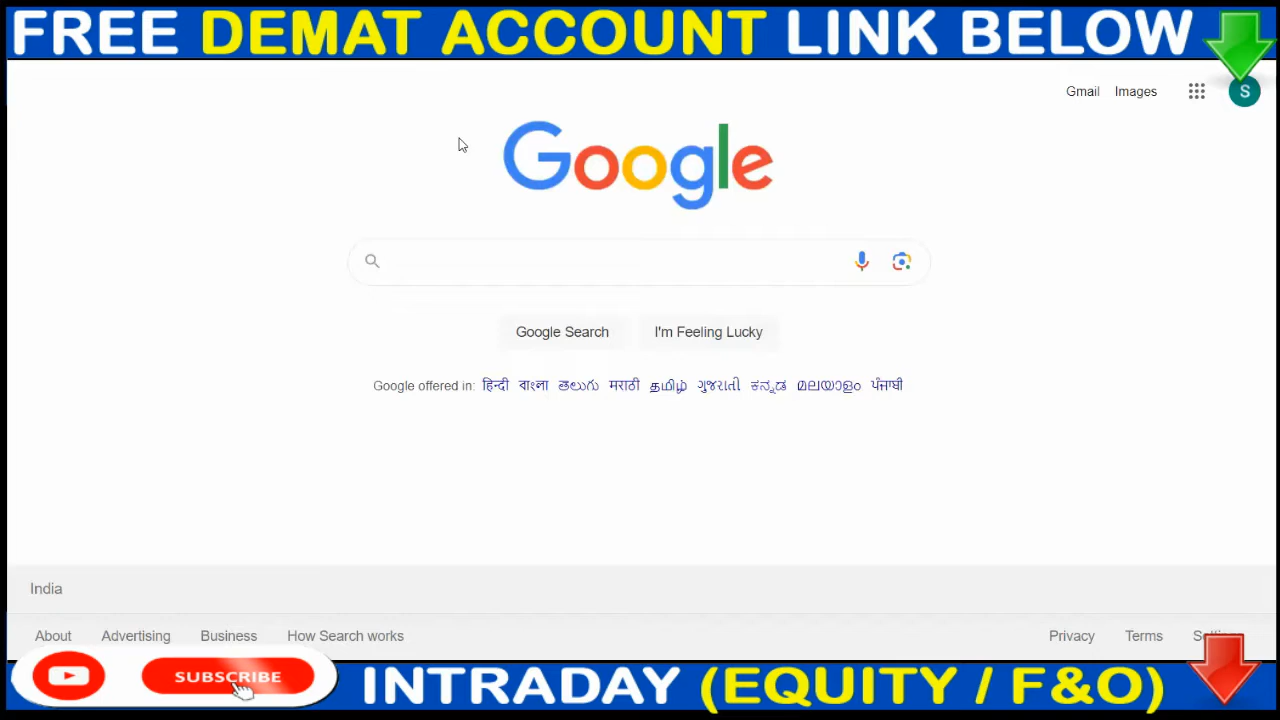 FREE DEMAT ACCOUNT LINK BELOW
Gmail Images S
Google
Google Search I'm Feeling Lucky
Google offered in: हिन्दी বাংলা తెలుగు मराठी தமிழ் ગુજરાતી ಕನ್ನಡ മലയാളം ਪੰਜਾਬੀ
India
About Advertising Business How Search works Privacy Terms
SUBSCRIBE
INTRADAY (EQUITY / F&O)